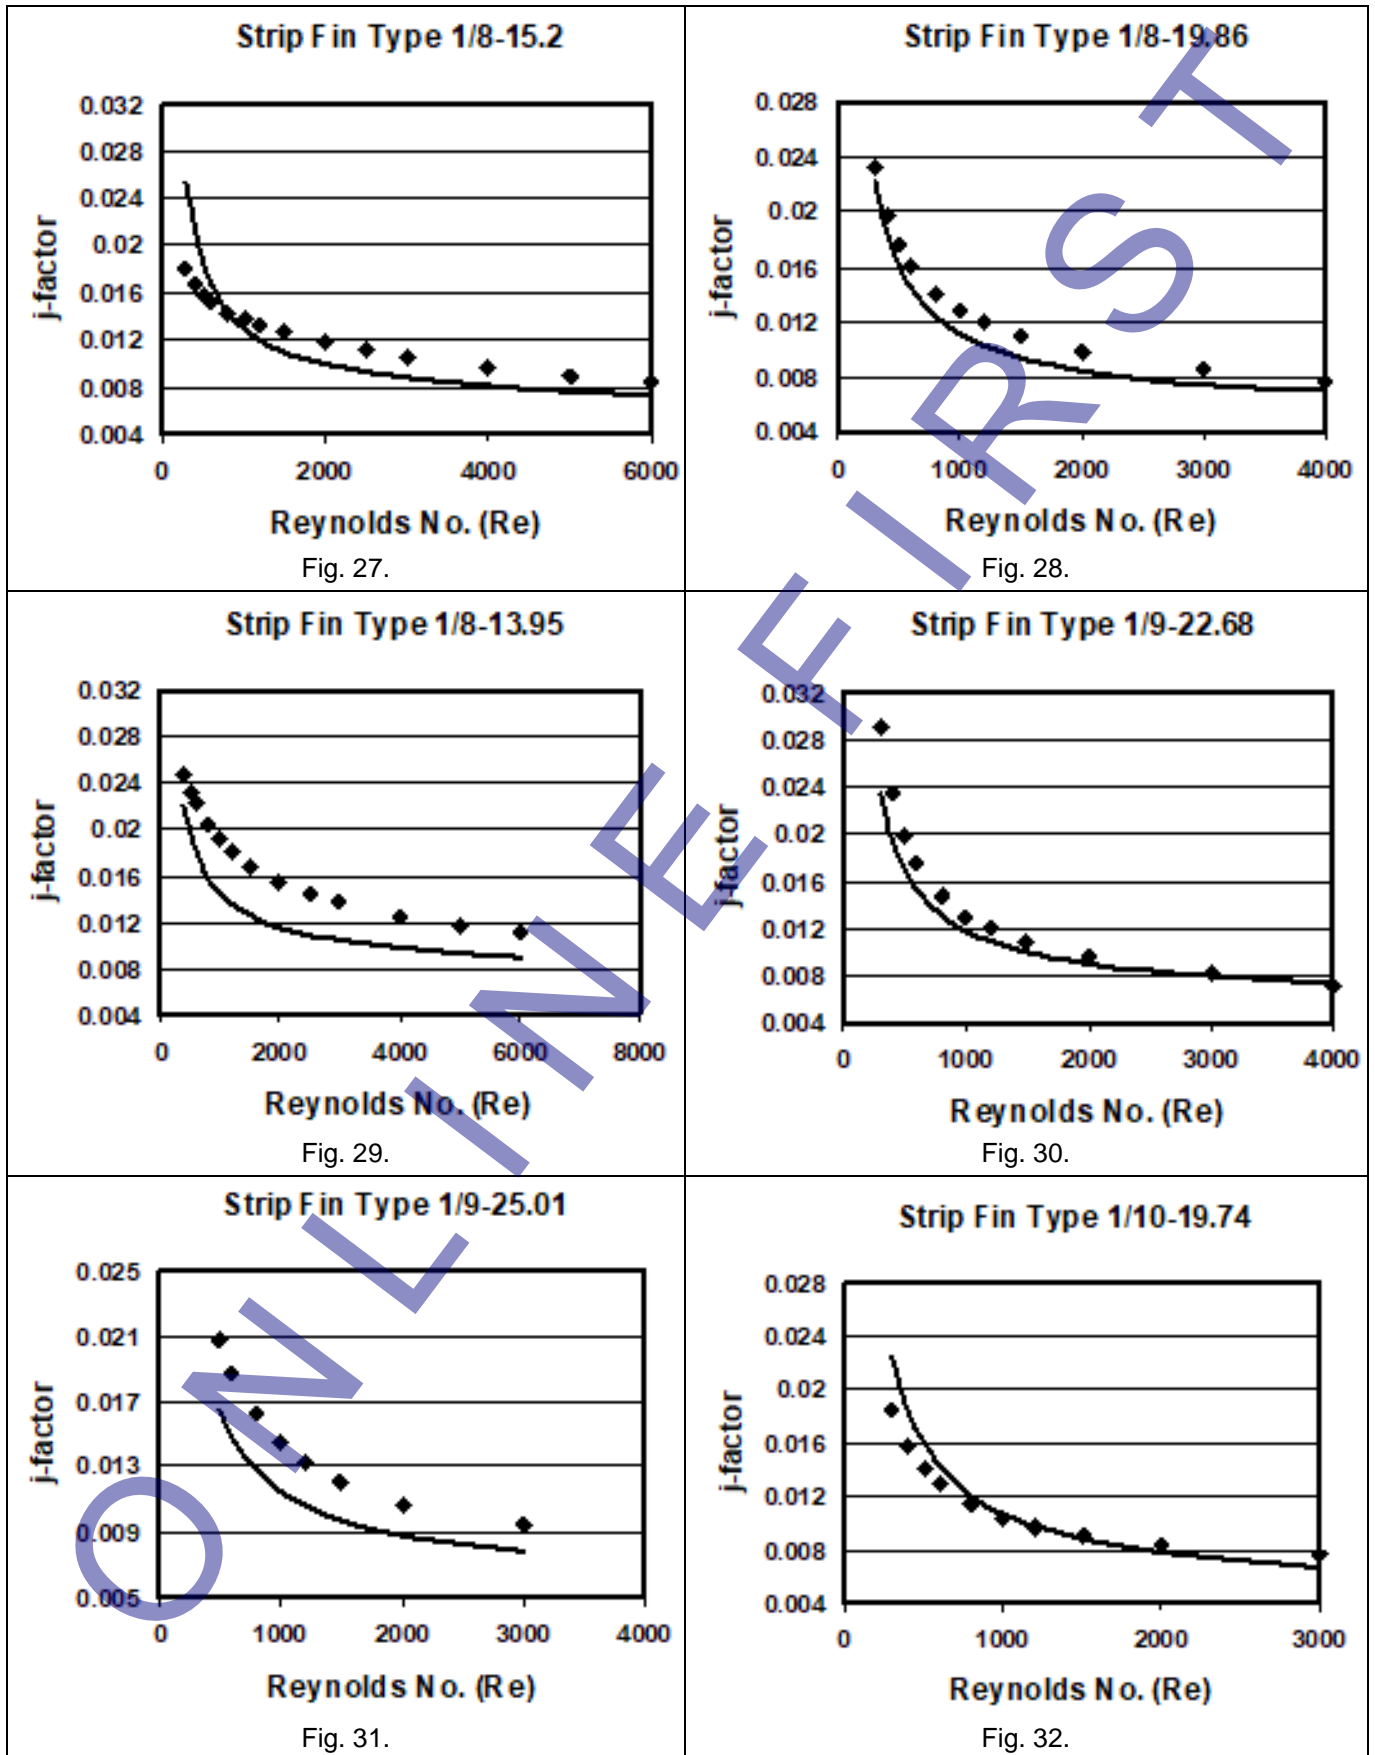 Strip Fin Type 1/8-15.2
0.032
0.028
0.024
0.02
0.016
0.012
0.008
0.004
j-factor
0 2000 4000 6000
Reynolds No. (Re)
Fig. 27.
Strip Fin Type 1/8-19.86
0.028
0.024
0.02
0.016
0.012
0.008
0.004
j-factor
0 1000 2000 3000 4000
Reynolds No. (Re)
Fig. 28.
Strip Fin Type 1/8-13.95
0.032
0.028
0.024
0.02
0.016
0.012
0.008
0.004
j-factor
0 2000 4000 6000 8000
Reynolds No. (Re)
Fig. 29.
Strip Fin Type 1/9-22.68
0.032
0.028
0.024
0.02
0.016
0.012
0.008
0.004
j-factor
0 1000 2000 3000 4000
Reynolds No. (Re)
Fig. 30.
Strip Fin Type 1/9-25.01
0.025
0.021
0.017
0.013
0.009
0.005
j-factor
0 1000 2000 3000 4000
Reynolds No. (Re)
Fig. 31.
Strip Fin Type 1/10-19.74
0.028
0.024
0.02
0.016
0.012
0.008
0.004
j-factor
0 1000 2000 3000
Reynolds No. (Re)
Fig. 32.
ONLINE FIRST